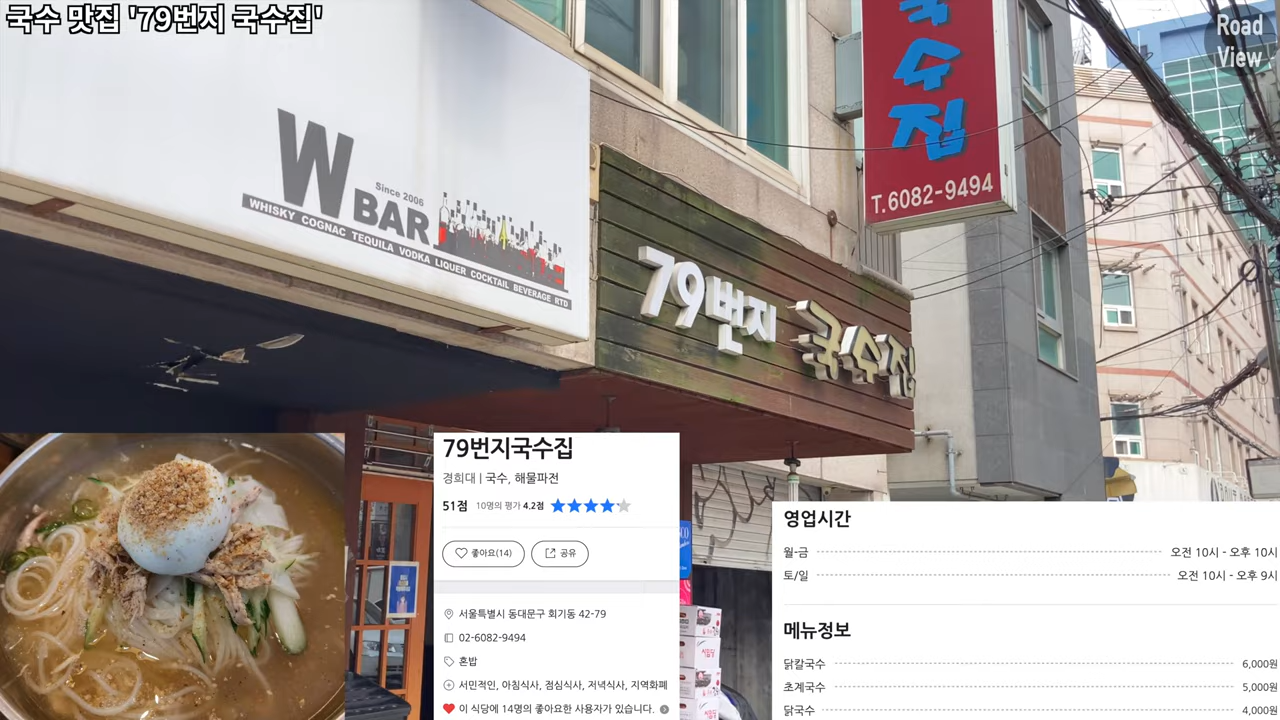 국수 맛집 '79번지 국수집'
Road
View
국수집
T.6082-9494
W BAR
Since 2006
WHISKY COGNAC TEQUILA VODKA LIQUER COCKTAIL BEVERAGE RTD
79번지 국수집
79번지국수집
경희대 | 국수, 해물파전
51점 10명의 평가 4.2점
좋아요(14) 공유
서울특별시 동대문구 회기동 42-79
02-6082-9494
혼밥
서민적인, 아침식사, 점심식사, 저녁식사, 지역화폐
이 식당에 14명의 좋아요한 사용자가 있습니다.
영업시간
월-금 오전 10시 - 오후 10시
토/일 오전 10시 - 오후 9시
메뉴정보
닭칼국수 6,000원
초계국수 5,000원
닭국수 4,000원